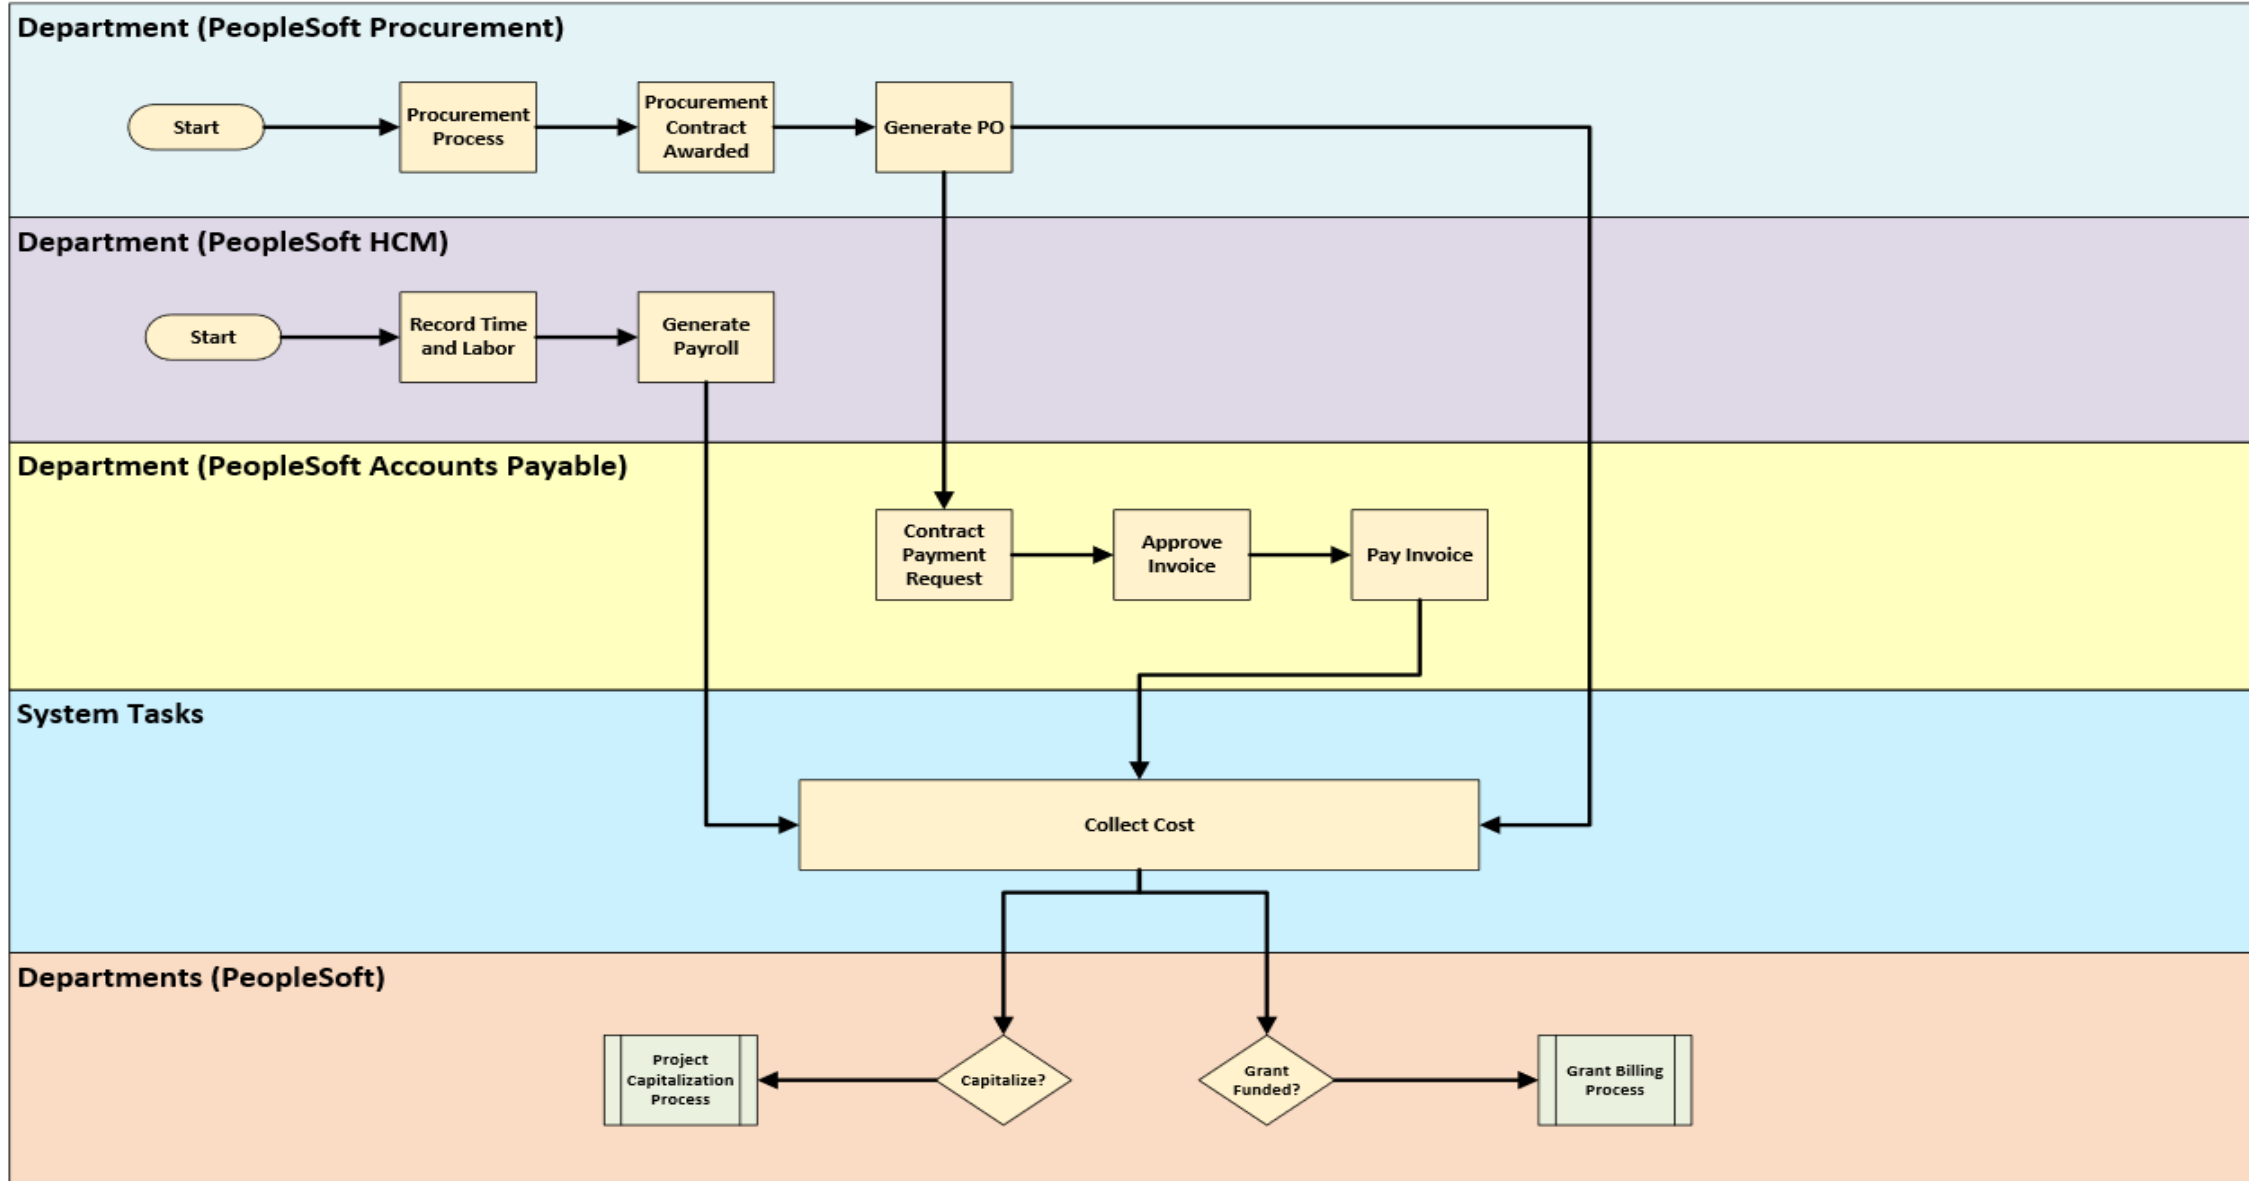 Department (PeopleSoft Procurement)
Start
Procurement
Process
Procurement
Contract
Awarded
Generate PO
Department (PeopleSoft HCM)
Start
Record Time
and Labor
Generate
Payroll
Department (PeopleSoft Accounts Payable)
Contract
Payment
Request
Approve
Invoice
Pay Invoice
System Tasks
Collect Cost
Departments (PeopleSoft)
Project
Capitalization
Process
Capitalize?
Grant
Funded?
Grant Billing
Process